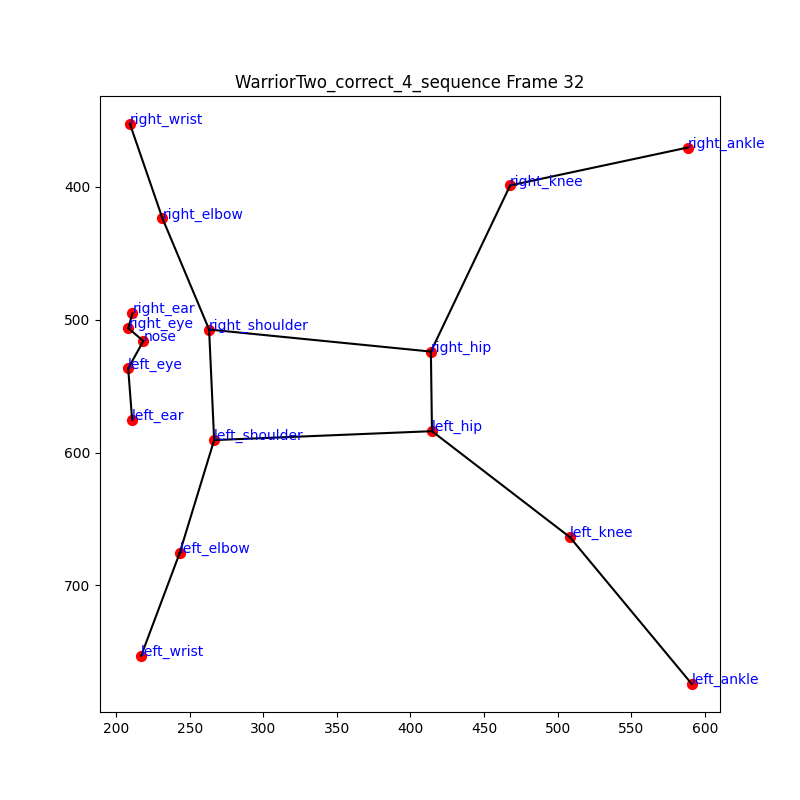 WarriorTwo_correct_4_sequence Frame 32
right_wrist
right_ankle
right_knee
400
right_elbow
right_ear
500
right_eye
right_shoulder
nose
right_hip
left_eye
left_ear
left_hip
left_shoulder
600
left_knee
left_elbow
700
left_wrist
left_ankle
200 250 300 350 400 450 500 550 600